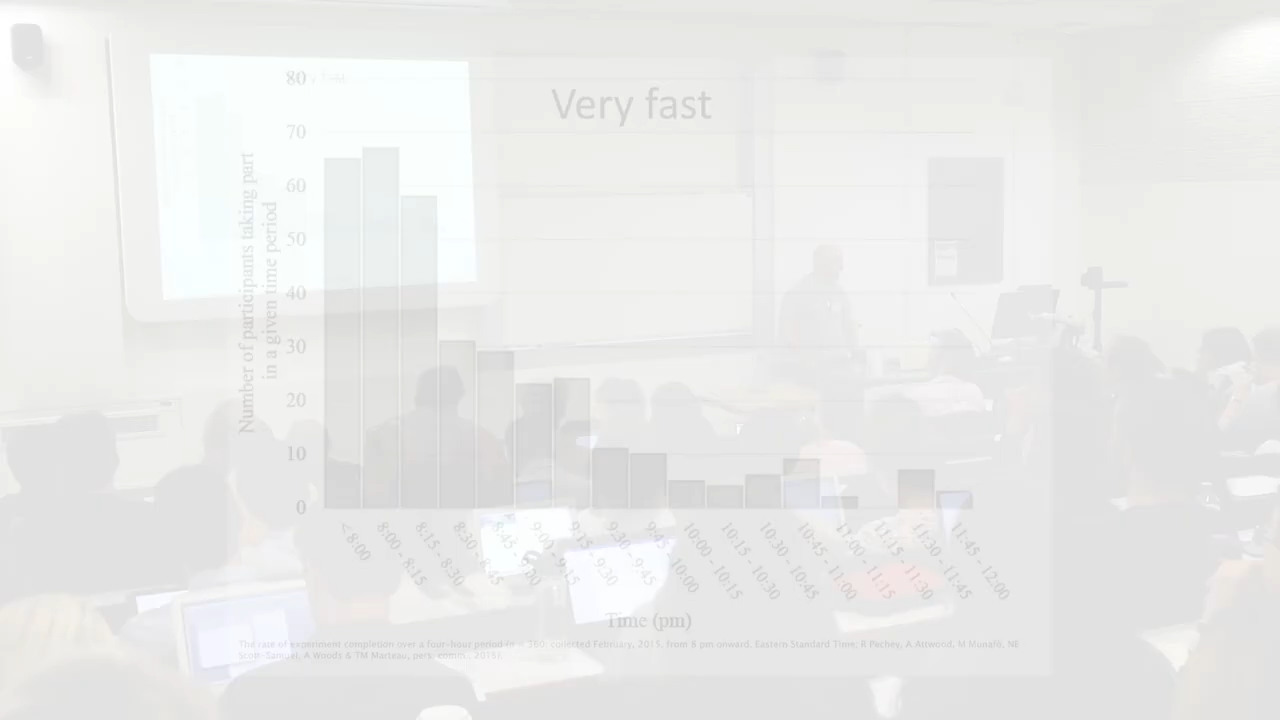 Very fast
80
70
60
50
40
30
20
10
0
Number of participants taking part
in a given time period
< 8:00
8:00 - 8:15
8:15 - 8:30
8:30 - 8:45
8:45 - 9:00
9:00 - 9:15
9:15 - 9:30
9:30 - 9:45
9:45 - 10:00
10:00 - 10:15
10:15 - 10:30
10:30 - 10:45
10:45 - 11:00
11:00 - 11:15
11:15 - 11:30
11:30 - 11:45
11:45 - 12:00
Time (pm)
The rate of experiment completion over a four-hour period (n = 360; collected February, 2015, from 6 pm onward, Eastern Standard Time; R Pechey, A Attwood, M Munafò, NE
Scott-Samuel, A Woods & TM Marteau, pers. comm., 2015).